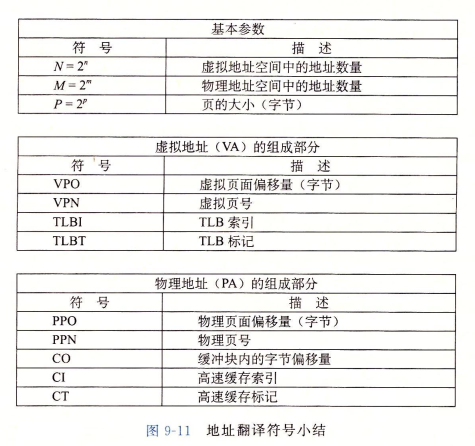 基本参数
符 号 描 述
N = 2ⁿ 虚拟地址空间中的地址数量
M = 2ᵐ 物理地址空间中的地址数量
P = 2ᵖ 页的大小（字节）
虚拟地址（VA）的组成部分
符 号 描 述
VPO 虚拟页面偏移量（字节）
VPN 虚拟页号
TLBI TLB 索引
TLBT TLB 标记
物理地址（PA）的组成部分
符 号 描 述
PPO 物理页面偏移量（字节）
PPN 物理页号
CO 缓冲块内的字节偏移量
CI 高速缓存索引
CT 高速缓存标记
图 9-11 地址翻译符号小结